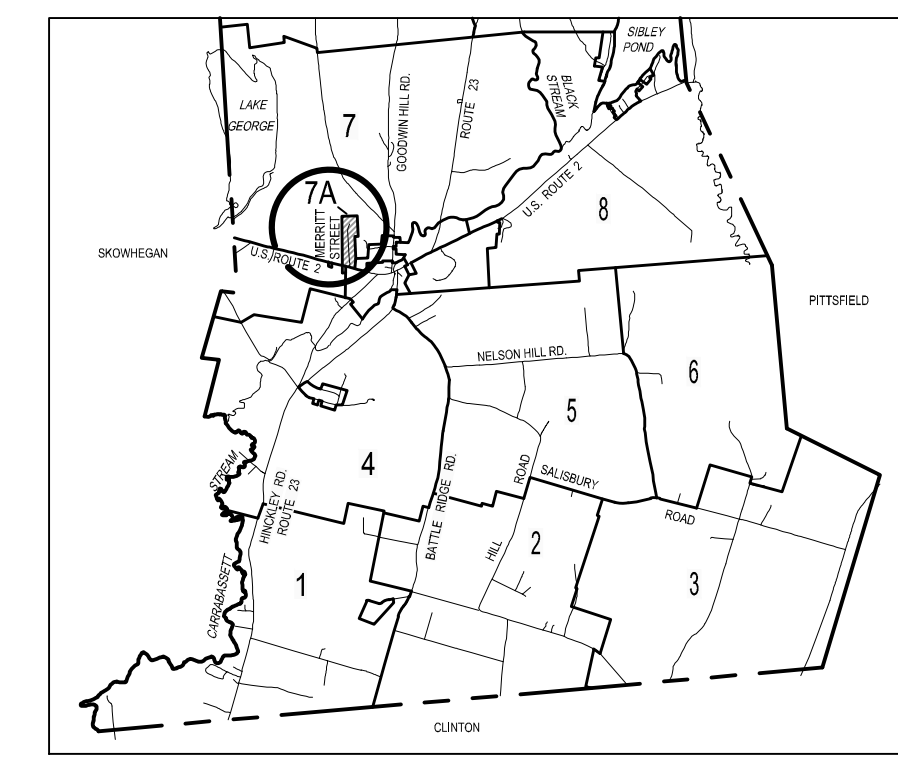 SIBLEY
POND
LAKE
GEORGE
7
GOODWIN HILL RD.
ROUTE 23
BLACK
STREAM
7A
MERRITT
STREET
U.S. ROUTE 2
U.S. ROUTE 2
8
SKOWHEGAN
PITTSFIELD
NELSON HILL RD.
6
5
4
STREAM
HINCKLEY RD.
ROUTE 23
BATTLE RIDGE RD.
ROAD
SALISBURY
ROAD
HILL
2
1
3
CARRABASSETT
CLINTON